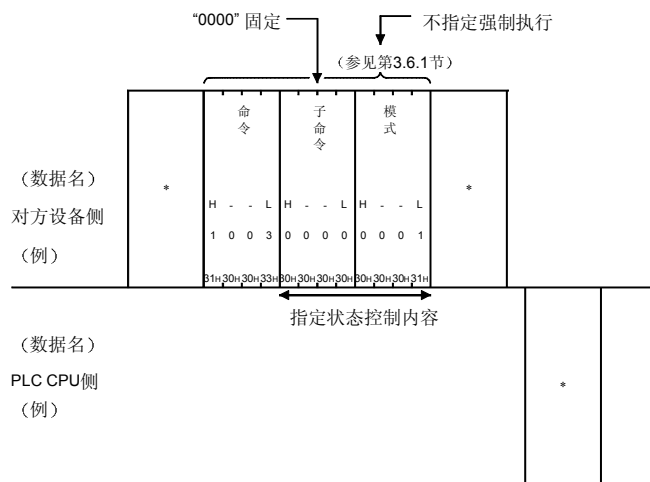 “0000” 固定
不指定强制执行
（参见第3.6.1节）
命令
子命令
模式
（数据名）
对方设备侧
（例）
*
*
H - - L H - - L H - - L
1 0 0 3 0 0 0 0 0 0 0 1
31H 30H 30H 33H 30H 30H 30H 30H 30H 30H 30H 31H
指定状态控制内容
（数据名）
PLC CPU侧
（例）
*